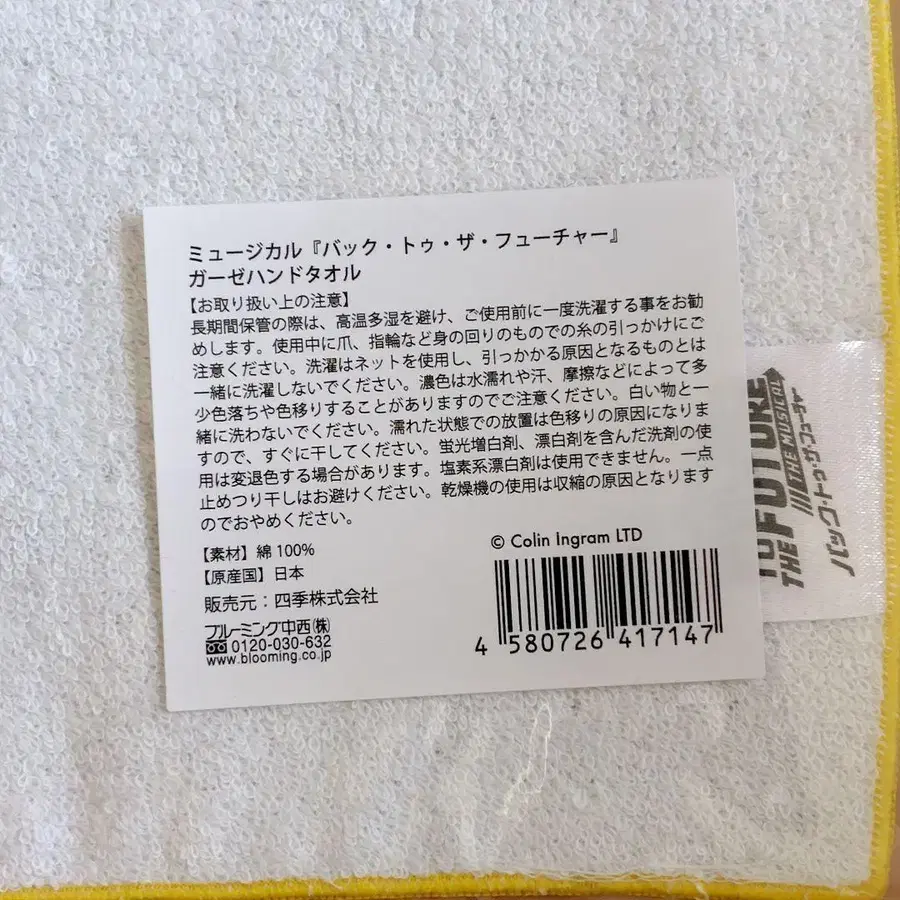 ミュージカル『バック・トゥ・ザ・フューチャー』
ガーゼハンドタオル
【お取り扱い上の注意】
長期間保管の際は、高温多湿を避け、ご使用前に一度洗濯する事をお勧
めします。使用中に爪、指輪など身の回りのものでの糸の引っかけにご
注意ください。洗濯はネットを使用し、引っかかる原因となるものとは
一緒に洗濯しないでください。濃色は水濡れや汗、摩擦などによって多
少色落ちや色移りすることがありますのでご注意ください。白い物と一
緒に洗わないでください。濡れた状態での放置は色移りの原因になりま
すので、すぐに干してください。蛍光増白剤、漂白剤を含んだ洗剤の使
用は変退色する場合があります。塩素系漂白剤は使用できません。一点
止めつり干しはお避けください。乾燥機の使用は収縮の原因となります
のでおやめください。
【素材】綿 100%
【原産国】日本
販売元：四季株式会社
ブルーミング中西(株)
0120-030-632
www.blooming.co.jp
© Colin Ingram LTD
4 580726 417147
TO
THE FUTURE
THE MUSICAL
バック・トゥ・ザ・フューチャー